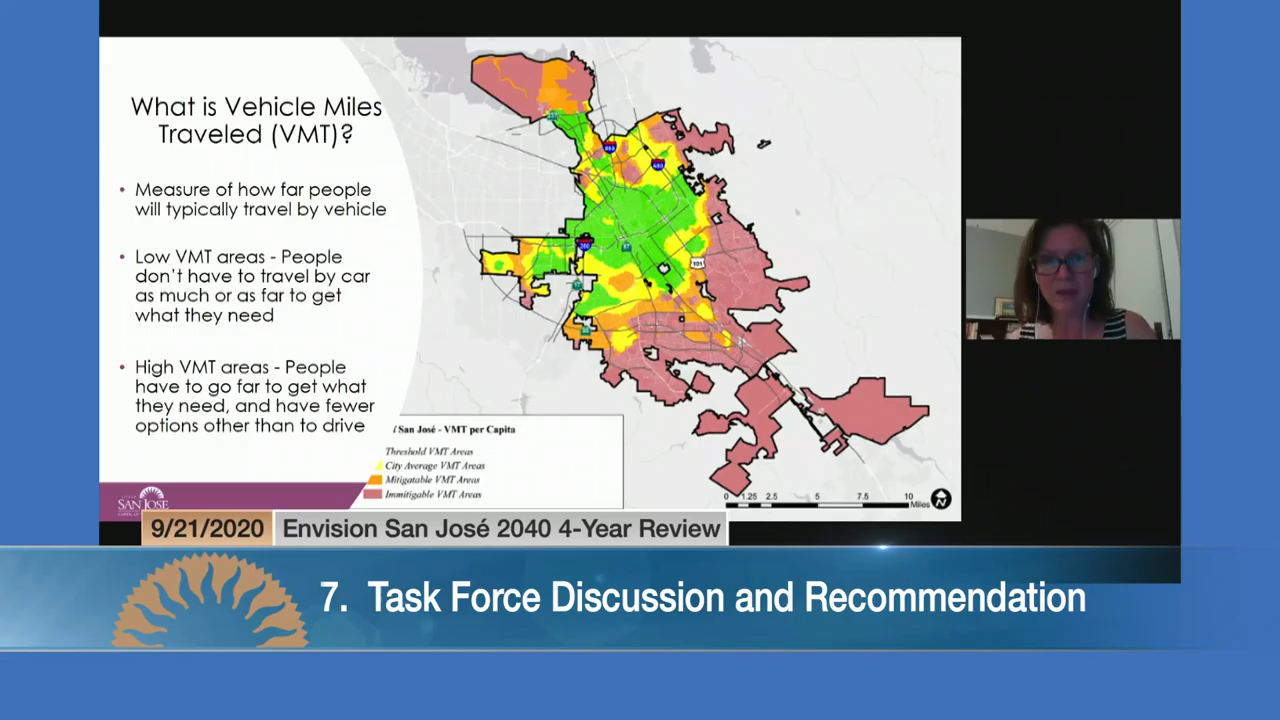 What is Vehicle Miles
Traveled (VMT)?
• Measure of how far people
will typically travel by vehicle
• Low VMT areas - People
don't have to travel by car
as much or as far to get
what they need
• High VMT areas - People
have to go far to get what
they need, and have fewer
options other than to drive
San José - VMT per Capita
Threshold VMT Areas
City Average VMT Areas
Mitigatable VMT Areas
Immitigable VMT Areas
680
280
101
0 1.25 2.5 5 7.5 10
Miles
N
SAN JOSE
9/21/2020 Envision San José 2040 4-Year Review
7. Task Force Discussion and Recommendation